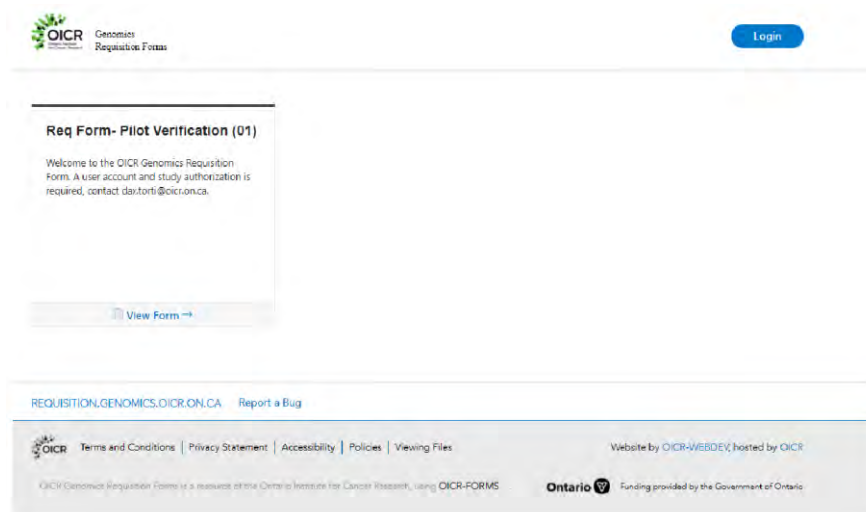 OICR
Genomics
Requisition Forms
Login
Req Form- Pilot Verification (01)
Welcome to the OICR Genomics Requisition
Form. A user account and study authorization is
required, contact dax.torti@oicr.on.ca.
View Form →
REQUISITION.GENOMICS.OICR.ON.CA Report a Bug
OICR Terms and Conditions | Privacy Statement | Accessibility | Policies | Viewing Files Website by OICR-WEBDEV, hosted by OICR
OICR Genomics Requisition Forms is a resource of the Ontario Institute for Cancer Research, using OICR-FORMS Ontario Funding provided by the Government of Ontario